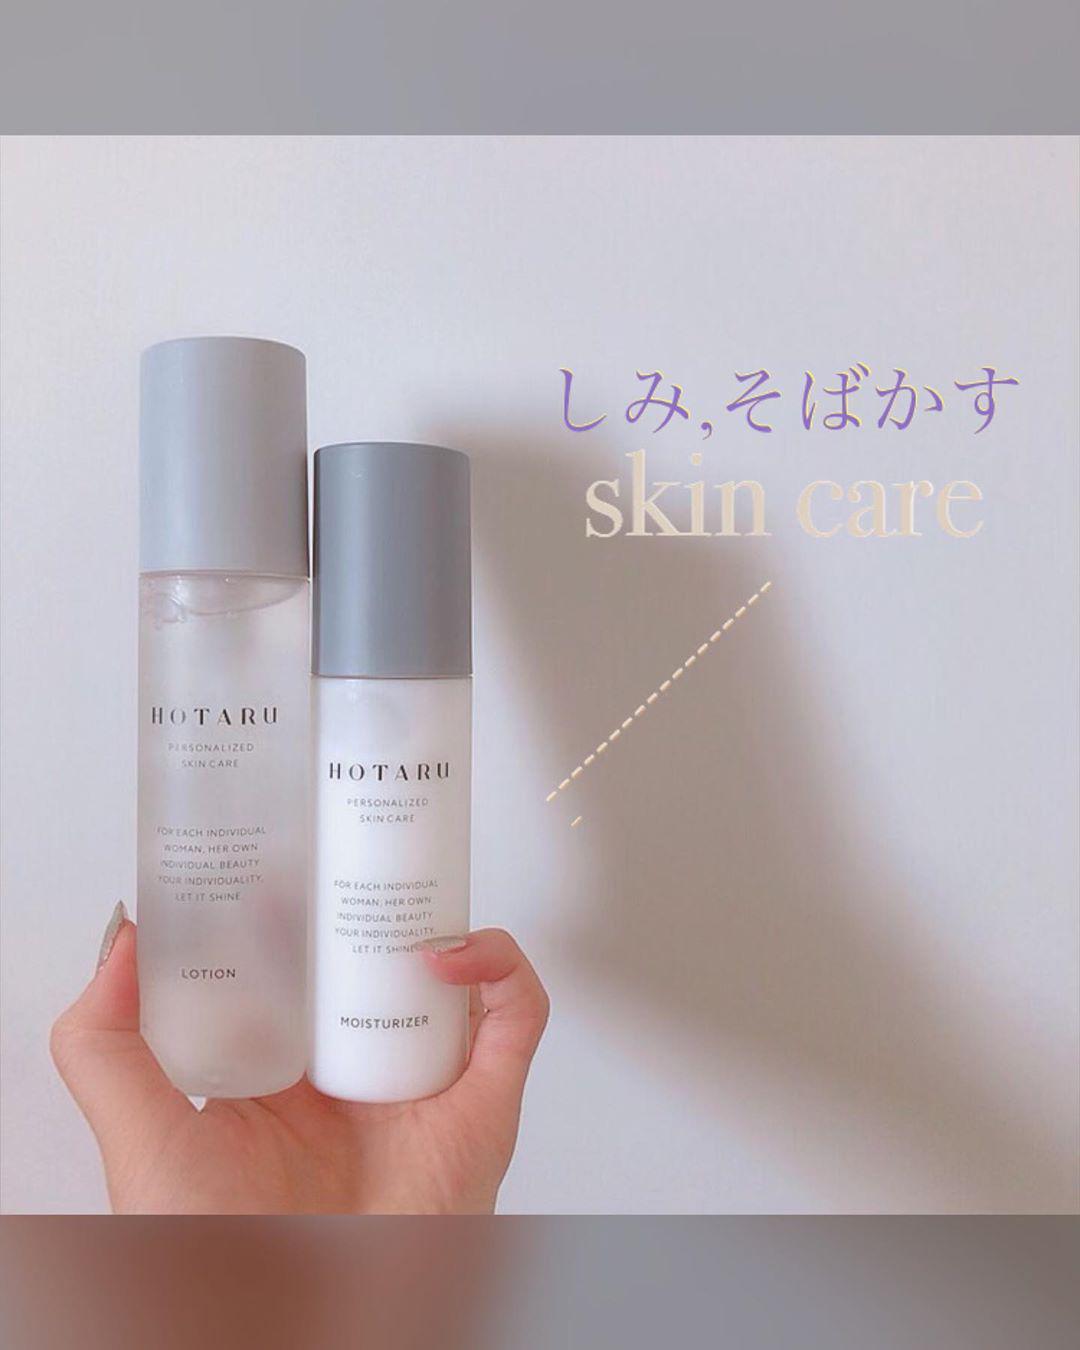 しみ,そばかす
skin care
HOTARU
PERSONALIZED
SKIN CARE
FOR EACH INDIVIDUAL
WOMAN, HER OWN
INDIVIDUAL BEAUTY
YOUR INDIVIDUALITY,
LET IT SHINE.
LOTION
HOTARU
PERSONALIZED
SKIN CARE
FOR EACH INDIVIDUAL
WOMAN, HER OWN
INDIVIDUAL BEAUTY
YOUR INDIVIDUALITY,
LET IT SHINE
MOISTURIZER